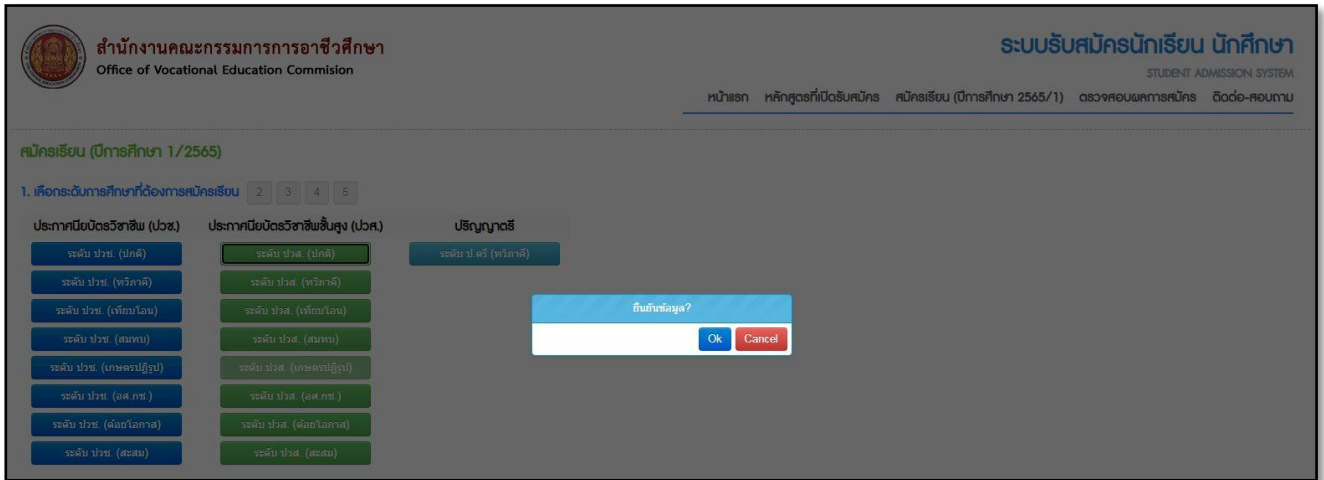 สำนักงานคณะกรรมการการอาชีวศึกษา
Office of Vocational Education Commision
ระบบรับสมัครนักเรียน นักศึกษา
STUDENT ADMISSION SYSTEM
หน้าแรก หลักสูตรที่เปิดรับสมัคร สมัครเรียน (ปีการศึกษา 2565/1) ตรวจสอบผลการสมัคร ติดต่อ-สอบถาม
สมัครเรียน (ปีการศึกษา 1/2565)
1. เลือกระดับการศึกษาที่ต้องการสมัครเรียน 2 3 4 5
ประกาศนียบัตรวิชาชีพ (ปวช.) ประกาศนียบัตรวิชาชีพชั้นสูง (ปวส.) ปริญญาตรี
ระดับ ปวช. (ปกติ) ระดับ ปวส. (ปกติ) ระดับ ป.ตรี (ทวิภาคี)
ระดับ ปวช. (ทวิภาคี) ระดับ ปวส. (ทวิภาคี)
ยืนยันข้อมูล?
ระดับ ปวช. (เทียบโอน) ระดับ ปวส. (เทียบโอน)
ระดับ ปวช. (สมทบ) ระดับ ปวส. (สมทบ) Ok Cancel
ระดับ ปวช. (เกษตรปฏิรูป) ระดับ ปวส. (เกษตรปฏิรูป)
ระดับ ปวช. (อศ.กช.) ระดับ ปวส. (อศ.กช.)
ระดับ ปวช. (ด้อยโอกาส) ระดับ ปวส. (ด้อยโอกาส)
ระดับ ปวช. (สะสม) ระดับ ปวส. (สะสม)